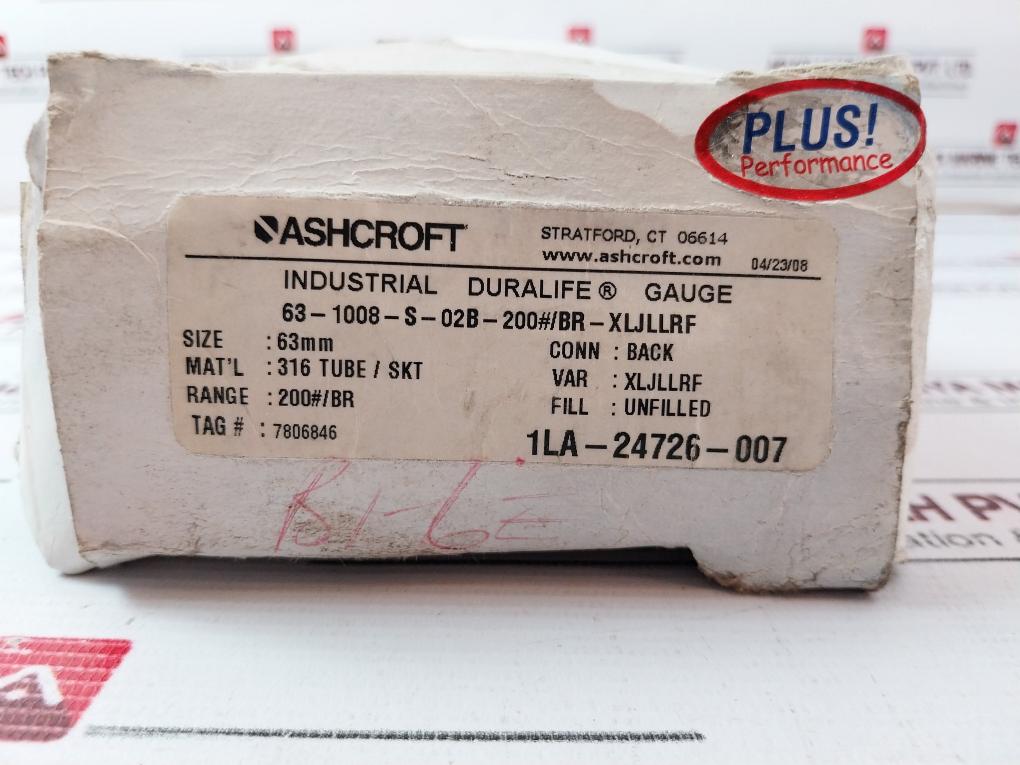 PLUS!
Performance
ASHCROFT
STRATFORD, CT 06614
www.ashcroft.com 04/23/08
INDUSTRIAL DURALIFE® GAUGE
63-1008-S-02B-200#/BR-XLJLLRF
SIZE : 63mm
CONN : BACK
MAT'L : 316 TUBE / SKT
VAR : XLJLLRF
RANGE : 200#/BR
FILL : UNFILLED
TAG # : 7806846
1LA-24726-007